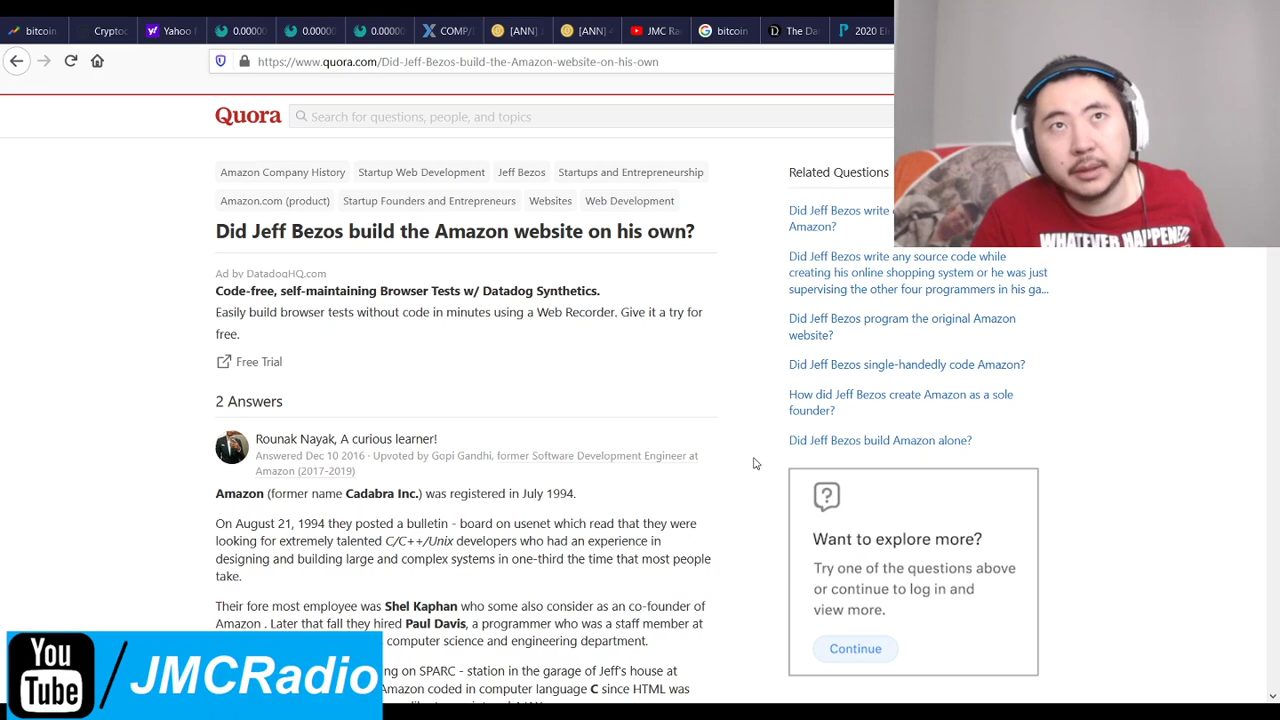 bitcoin
Cryptoc
Yahoo
0.00000
0.00000
0.00000
COMP/
[ANN]
[ANN]
JMC Ra
bitcoin
The Da
2020 El
https://www.quora.com/Did-Jeff-Bezos-build-the-Amazon-website-on-his-own
Quora
Search for questions, people, and topics
Amazon Company History
Startup Web Development
Jeff Bezos
Startups and Entrepreneurship
Amazon.com (product)
Startup Founders and Entrepreneurs
Websites
Web Development
Did Jeff Bezos build the Amazon website on his own?
Ad by DatadogHQ.com
Code-free, self-maintaining Browser Tests w/ Datadog Synthetics.
Easily build browser tests without code in minutes using a Web Recorder. Give it a try for
free.
Free Trial
2 Answers
Rounak Nayak, A curious learner!
Answered Dec 10 2016 · Upvoted by Gopi Gandhi, former Software Development Engineer at
Amazon (2017-2019)
Amazon (former name Cadabra Inc.) was registered in July 1994.
On August 21, 1994 they posted a bulletin - board on usenet which read that they were
looking for extremely talented C/C++/Unix developers who had an experience in
designing and building large and complex systems in one-third the time that most people
take.
Their fore most employee was Shel Kaphan who some also consider as an co-founder of
Amazon . Later that fall they hired Paul Davis, a programmer who was a staff member at
computer science and engineering department.
ng on SPARC - station in the garage of Jeff's house at
Amazon coded in computer language C since HTML was
Related Questions
Did Jeff Bezos write
Amazon?
Did Jeff Bezos write any source code while
creating his online shopping system or he was just
supervising the other four programmers in his ga...
Did Jeff Bezos program the original Amazon
website?
Did Jeff Bezos single-handedly code Amazon?
How did Jeff Bezos create Amazon as a sole
founder?
Did Jeff Bezos build Amazon alone?
Want to explore more?
Try one of the questions above
or continue to log in and
view more.
Continue
WHATEVER HAPPENED
You
Tube
/JMCRadio